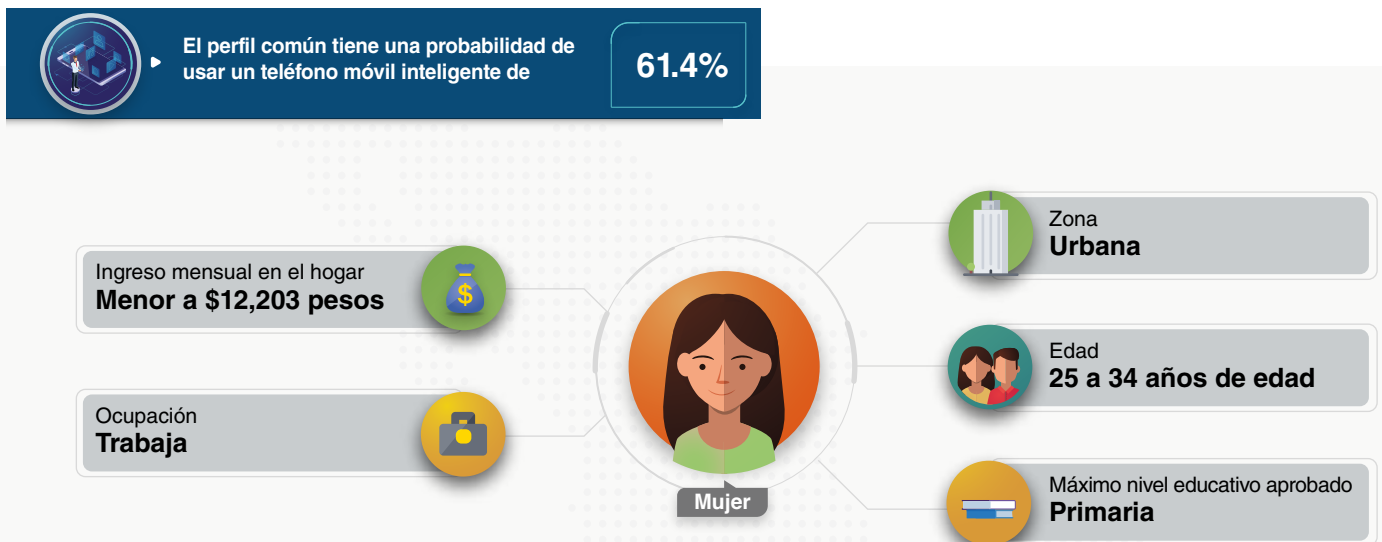 El perfil común tiene una probabilidad de
usar un teléfono móvil inteligente de
61.4%
Ingreso mensual en el hogar
Menor a $12,203 pesos
$
Ocupación
Trabaja
Mujer
Zona
Urbana
Edad
25 a 34 años de edad
Máximo nivel educativo aprobado
Primaria